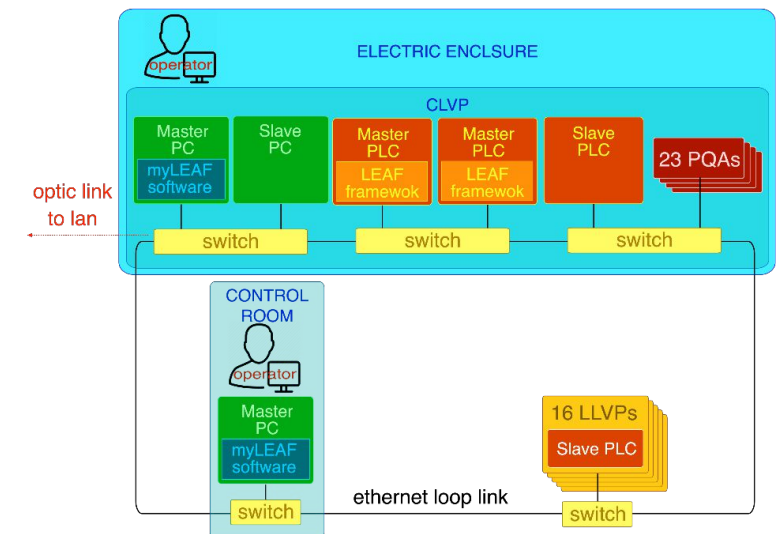 operator
ELECTRIC ENCLSURE
CLVP
Master
PC
myLEAF
software
Slave
PC
Master
PLC
LEAF
framewok
Master
PLC
LEAF
framewok
Slave
PLC
23 PQAs
optic link
to lan
switch
switch
switch
CONTROL
ROOM
operator
Master
PC
myLEAF
software
switch
ethernet loop link
16 LLVPs
Slave PLC
switch